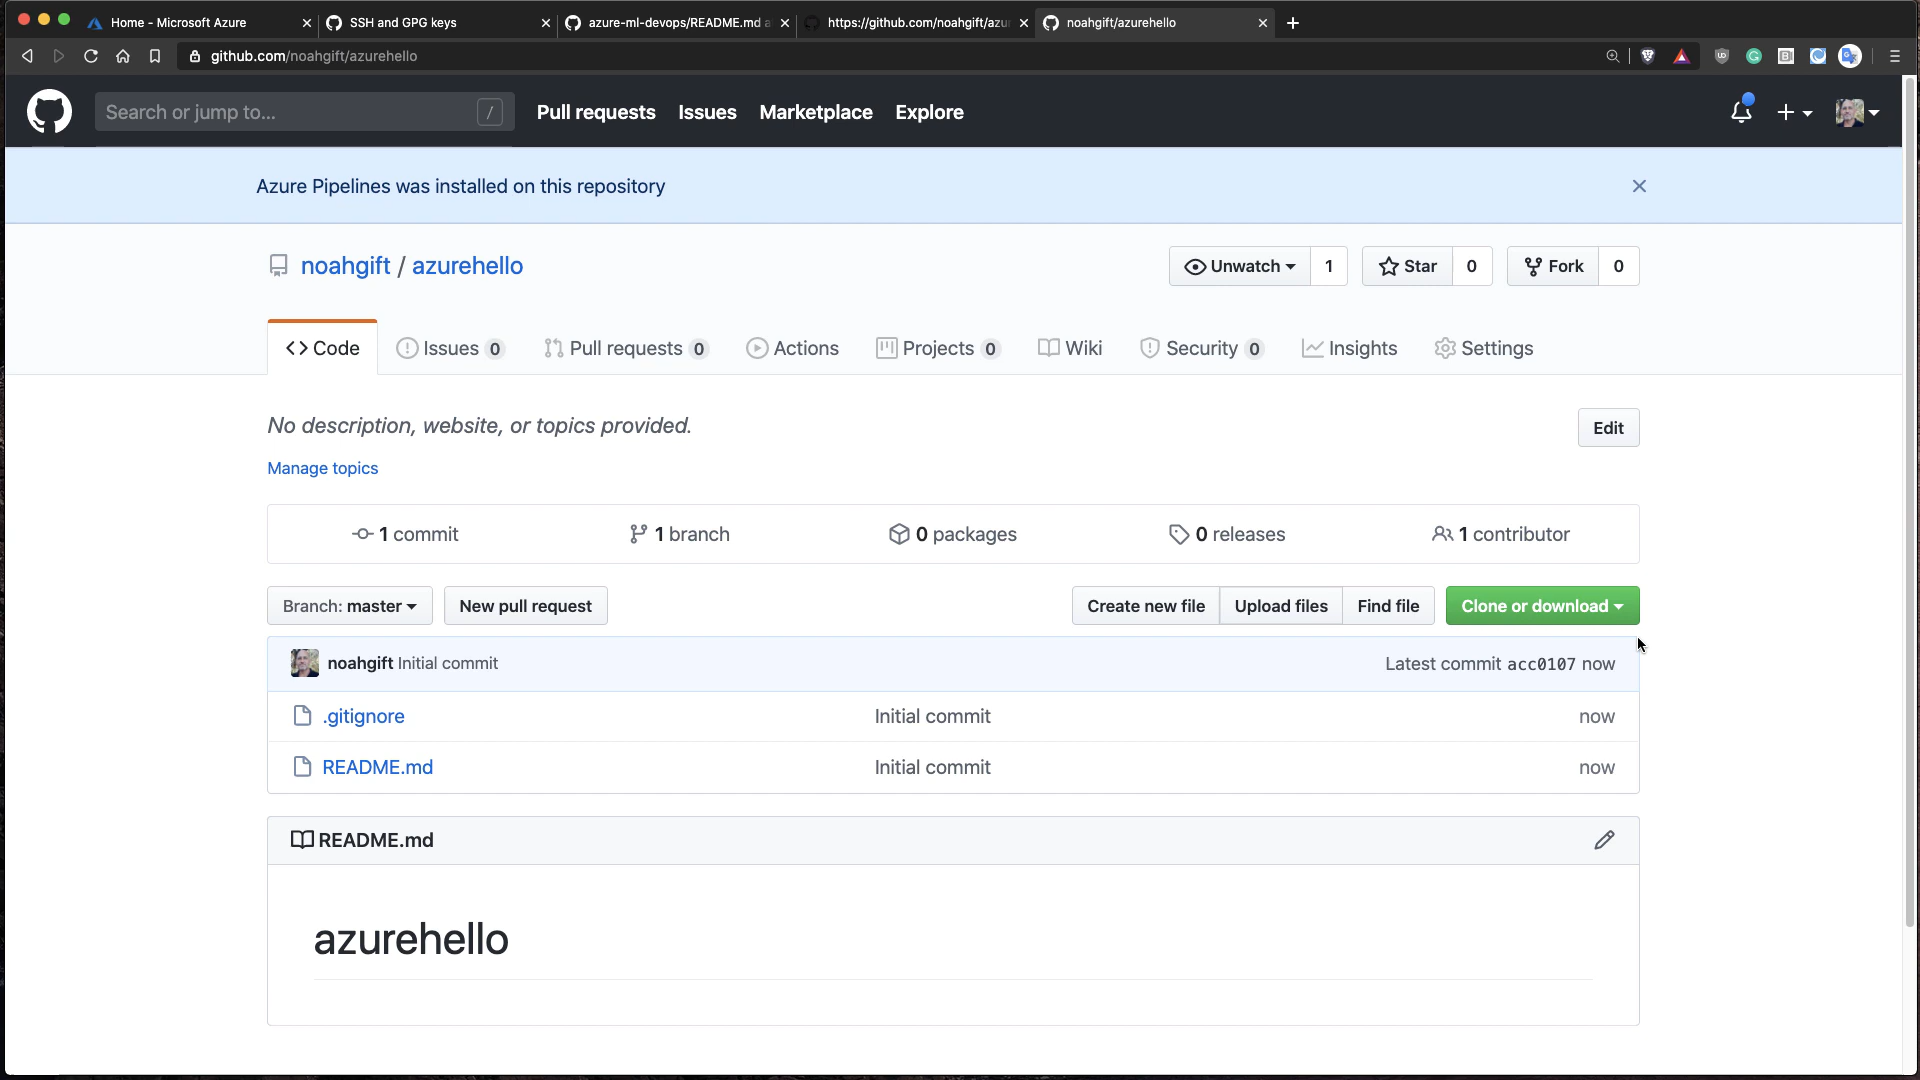 Home - Microsoft Azure
SSH and GPG keys
azure-ml-devops/README.md a
https://github.com/noahgift/azur
noahgift/azurehello
github.com/noahgift/azurehello
Search or jump to... /
Pull requests Issues Marketplace Explore
Azure Pipelines was installed on this repository
noahgift / azurehello
Unwatch 1 Star 0 Fork 0
Code Issues 0 Pull requests 0 Actions Projects 0 Wiki Security 0 Insights Settings
No description, website, or topics provided.
Edit
Manage topics
1 commit 1 branch 0 packages 0 releases 1 contributor
Branch: master New pull request Create new file Upload files Find file Clone or download
noahgift Initial commit Latest commit acc0107 now
.gitignore Initial commit now
README.md Initial commit now
README.md
azurehello